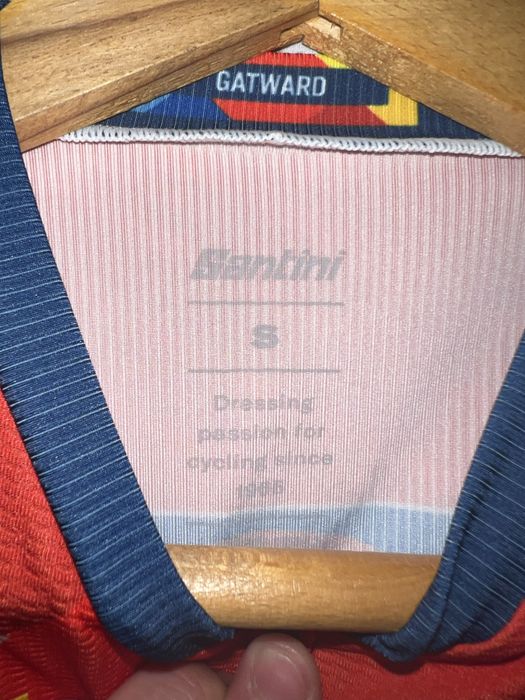 GATWARD
Santini
S
Dressing
passion for
cycling since
1965